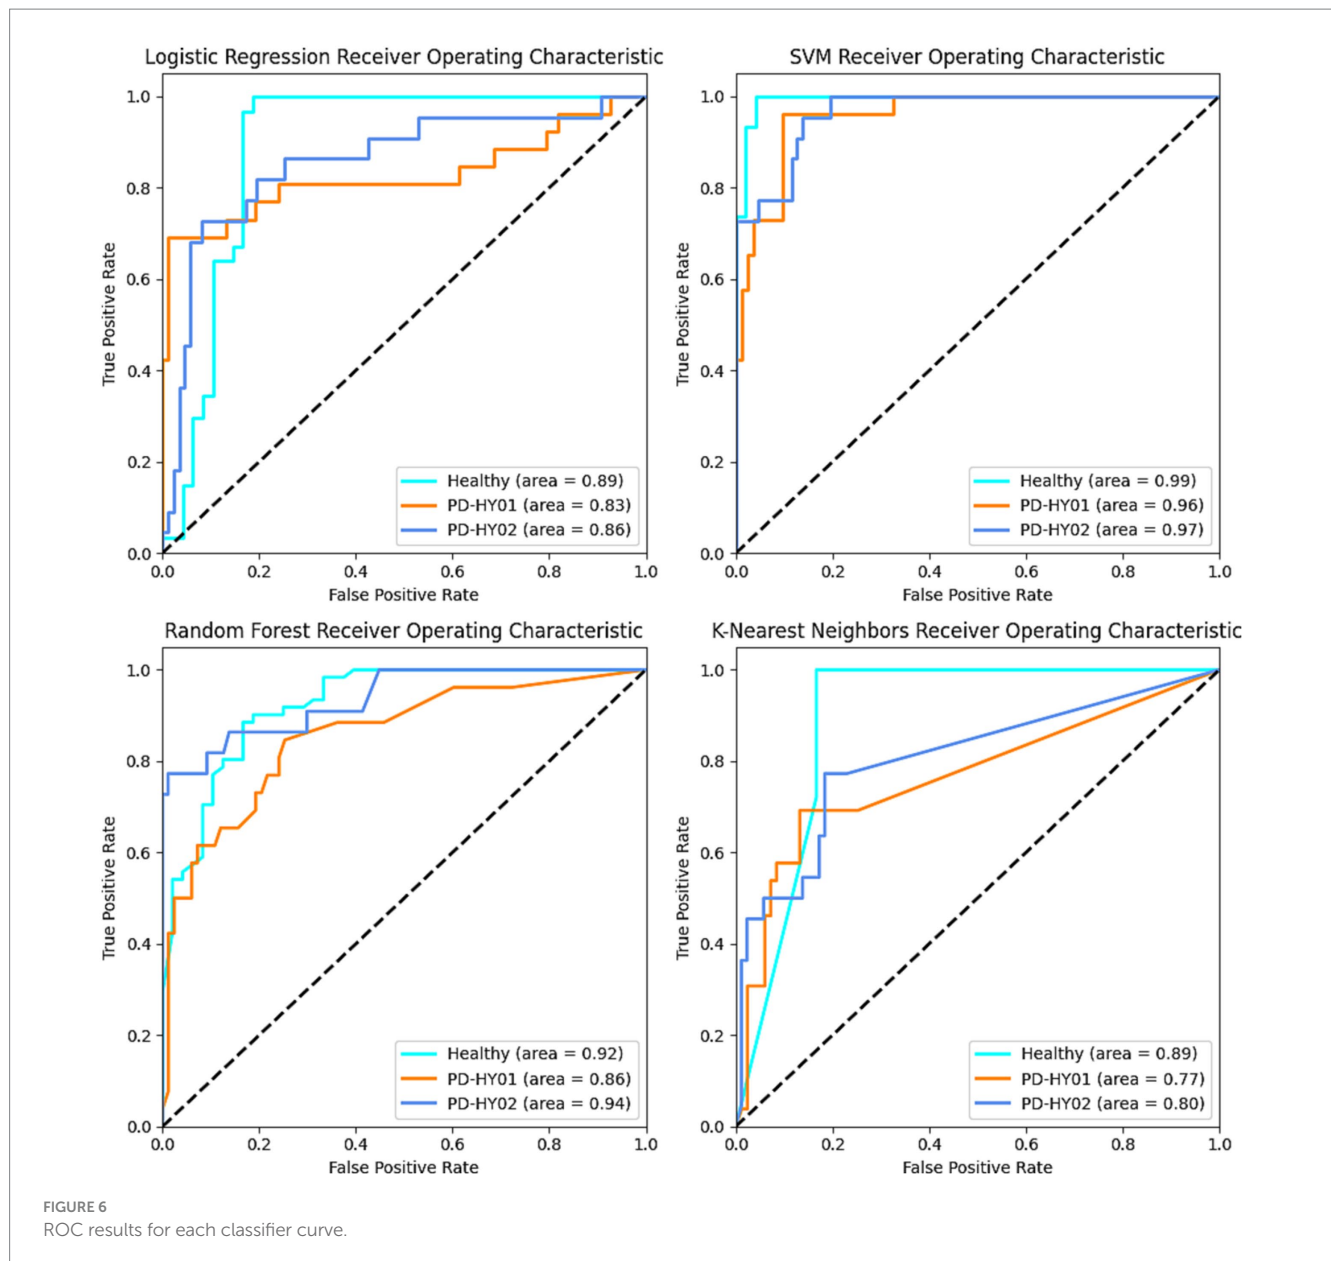 Logistic Regression Receiver Operating Characteristic
1.0
0.8
0.6
0.4
0.2
0.0
True Positive Rate
Healthy (area = 0.89)
PD-HY01 (area = 0.83)
PD-HY02 (area = 0.86)
0.0 0.2 0.4 0.6 0.8 1.0
False Positive Rate
SVM Receiver Operating Characteristic
1.0
0.8
0.6
0.4
0.2
0.0
True Positive Rate
Healthy (area = 0.99)
PD-HY01 (area = 0.96)
PD-HY02 (area = 0.97)
0.0 0.2 0.4 0.6 0.8 1.0
False Positive Rate
Random Forest Receiver Operating Characteristic
1.0
0.8
0.6
0.4
0.2
0.0
True Positive Rate
Healthy (area = 0.92)
PD-HY01 (area = 0.86)
PD-HY02 (area = 0.94)
0.0 0.2 0.4 0.6 0.8 1.0
False Positive Rate
K-Nearest Neighbors Receiver Operating Characteristic
1.0
0.8
0.6
0.4
0.2
0.0
True Positive Rate
Healthy (area = 0.89)
PD-HY01 (area = 0.77)
PD-HY02 (area = 0.80)
0.0 0.2 0.4 0.6 0.8 1.0
False Positive Rate
FIGURE 6
ROC results for each classifier curve.